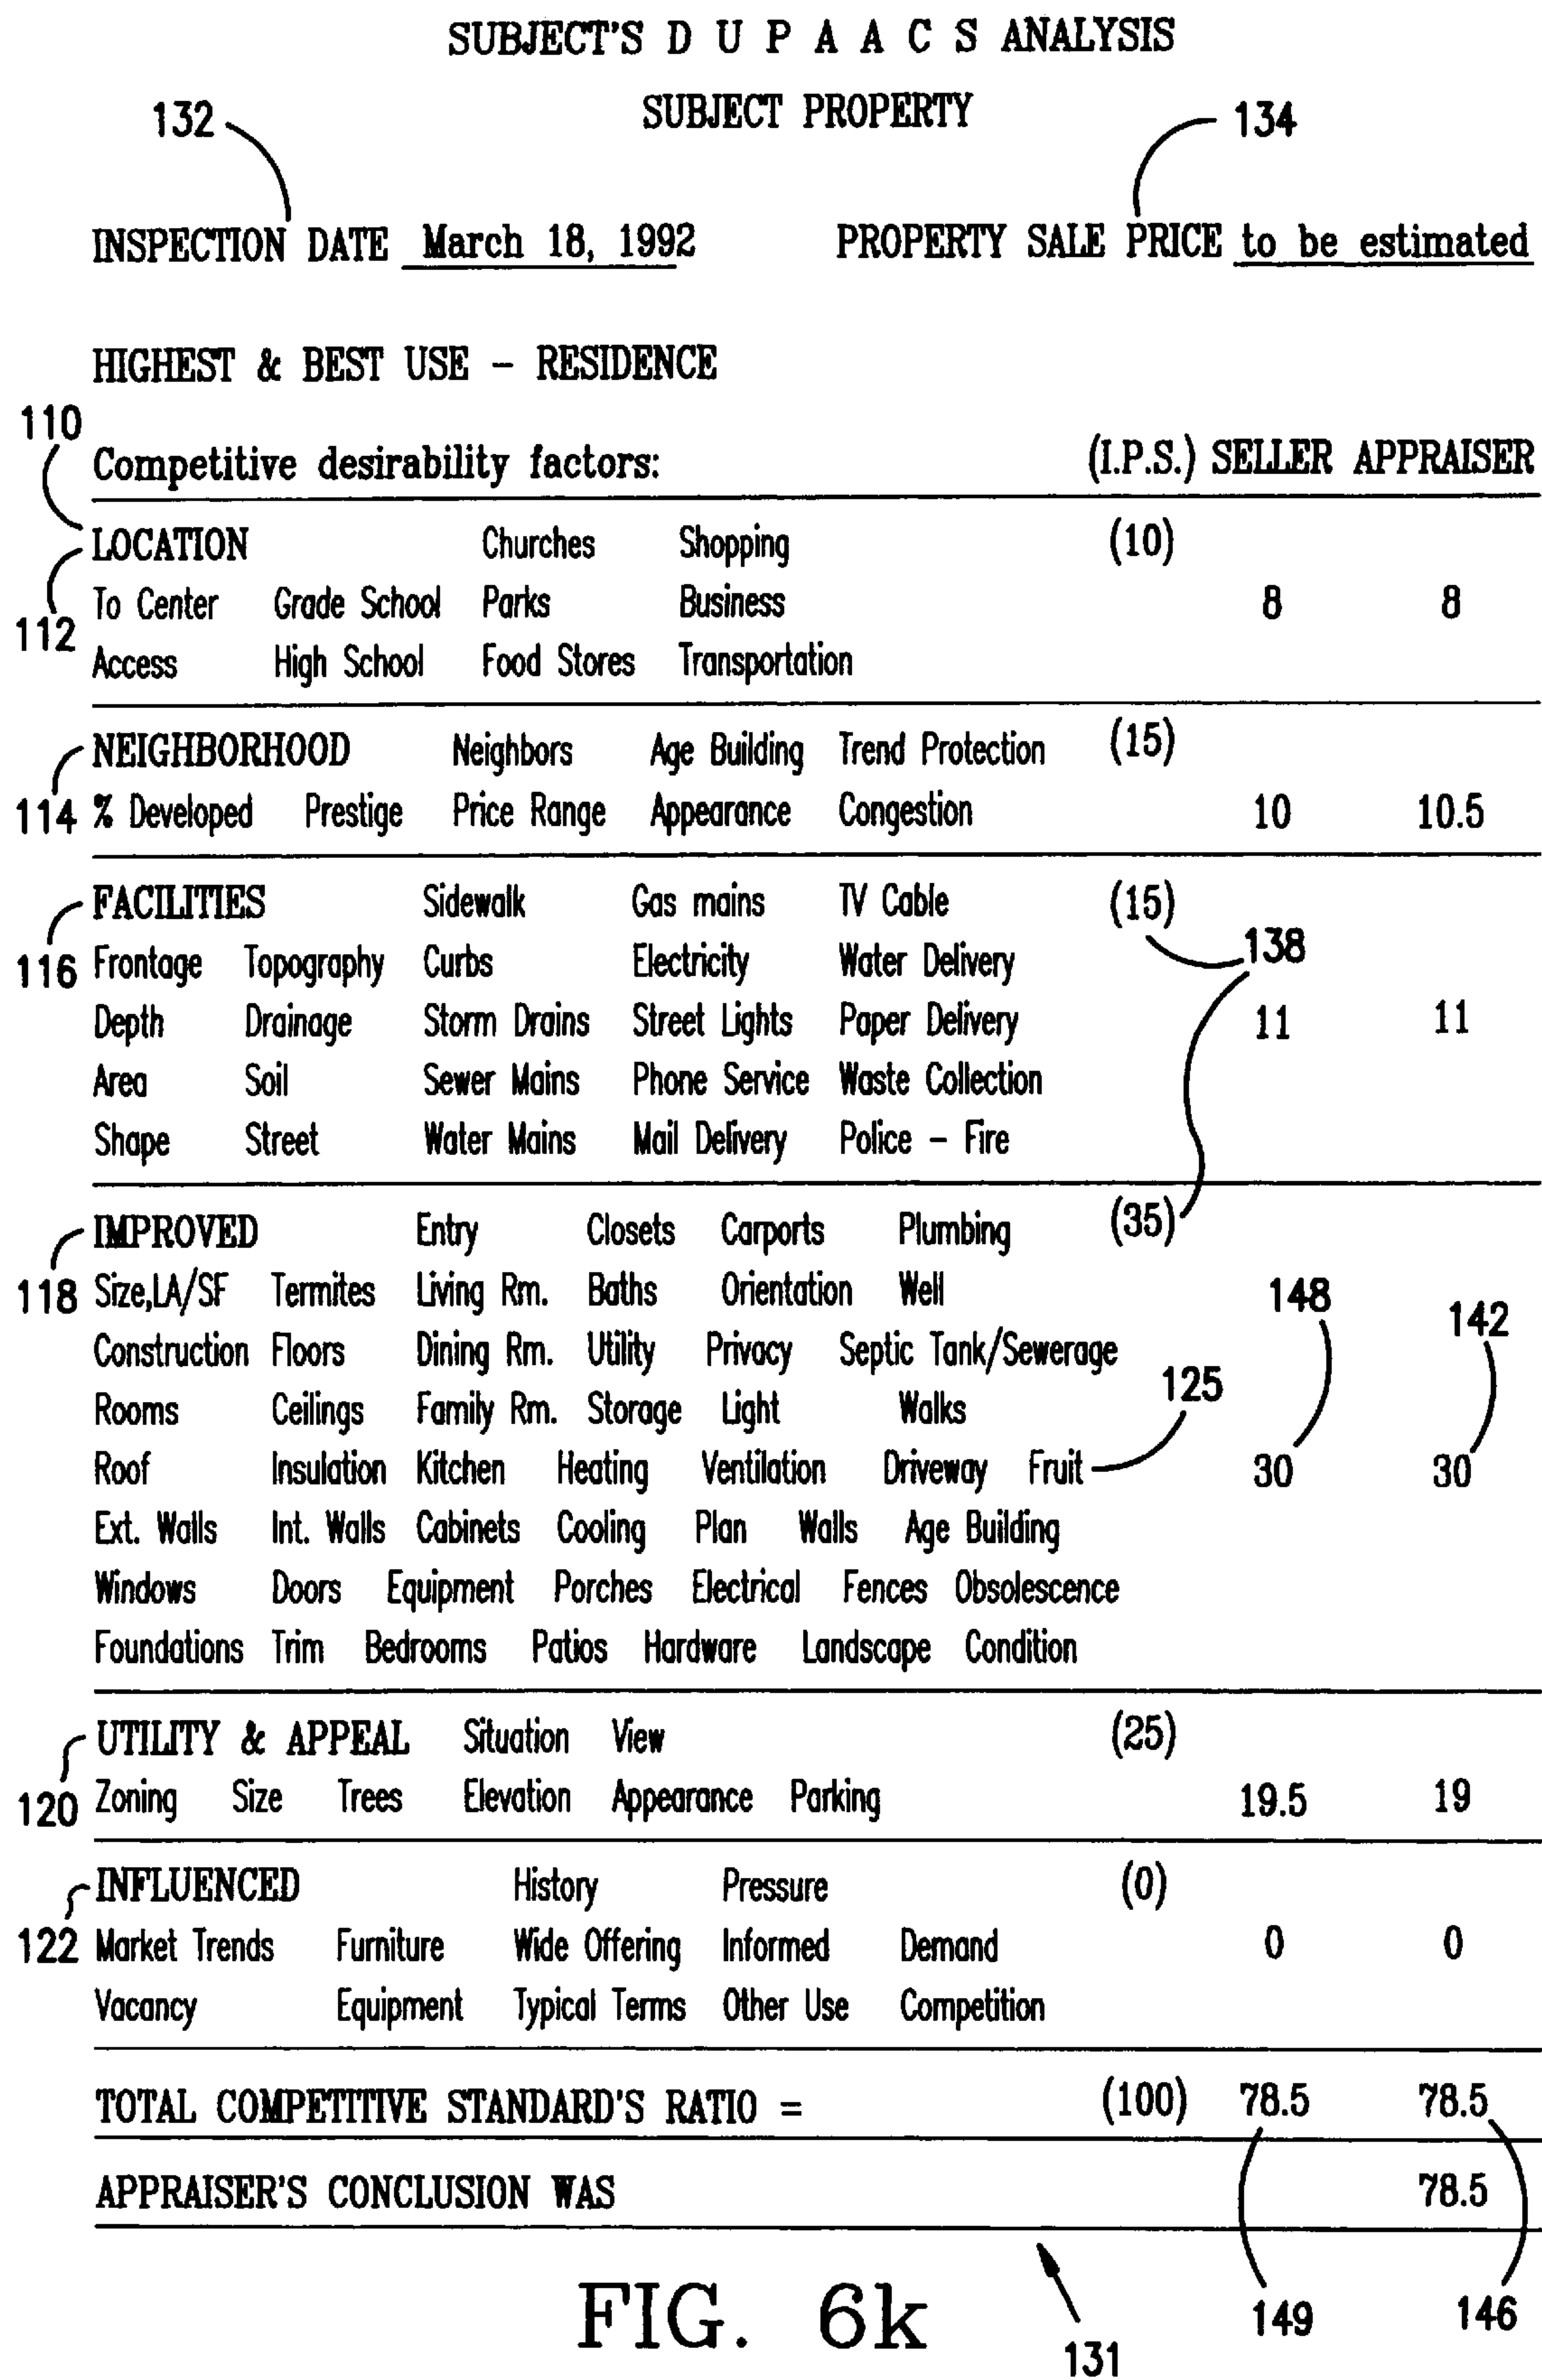 SUBJECT'S D U P A A C S ANALYSIS
SUBJECT PROPERTY
132
134
INSPECTION DATE March 18, 1992 PROPERTY SALE PRICE to be estimated
HIGHEST & BEST USE - RESIDENCE
110
Competitive desirability factors: (I.P.S.) SELLER APPRAISER
LOCATION Churches Shopping (10)
To Center Grade School Parks Business 8 8
112
Access High School Food Stores Transportation
NEIGHBORHOOD Neighbors Age Building Trend Protection (15)
114 % Developed Prestige Price Range Appearance Congestion 10 10.5
FACILITIES Sidewalk Gas mains TV Cable (15)
138
116 Frontage Topography Curbs Electricity Water Delivery
Depth Drainage Storm Drains Street Lights Paper Delivery 11 11
Area Soil Sewer Mains Phone Service Waste Collection
Shape Street Water Mains Mail Delivery Police - Fire
IMPROVED Entry Closets Carports Plumbing (35)
118 Size,LA/SF Termites Living Rm. Baths Orientation Well 148
142
Construction Floors Dining Rm. Utility Privacy Septic Tank/Sewerage
125
Rooms Ceilings Family Rm. Storage Light Walks
Roof Insulation Kitchen Heating Ventilation Driveway Fruit 30 30
Ext. Walls Int. Walls Cabinets Cooling Plan Walls Age Building
Windows Doors Equipment Porches Electrical Fences Obsolescence
Foundations Trim Bedrooms Patios Hardware Landscape Condition
UTILITY & APPEAL Situation View (25)
120 Zoning Size Trees Elevation Appearance Parking 19.5 19
INFLUENCED History Pressure (0)
122 Market Trends Furniture Wide Offering Informed Demand 0 0
Vacancy Equipment Typical Terms Other Use Competition
TOTAL COMPETITIVE STANDARD'S RATIO = (100) 78.5 78.5
APPRAISER'S CONCLUSION WAS 78.5
FIG. 6k
149
146
131